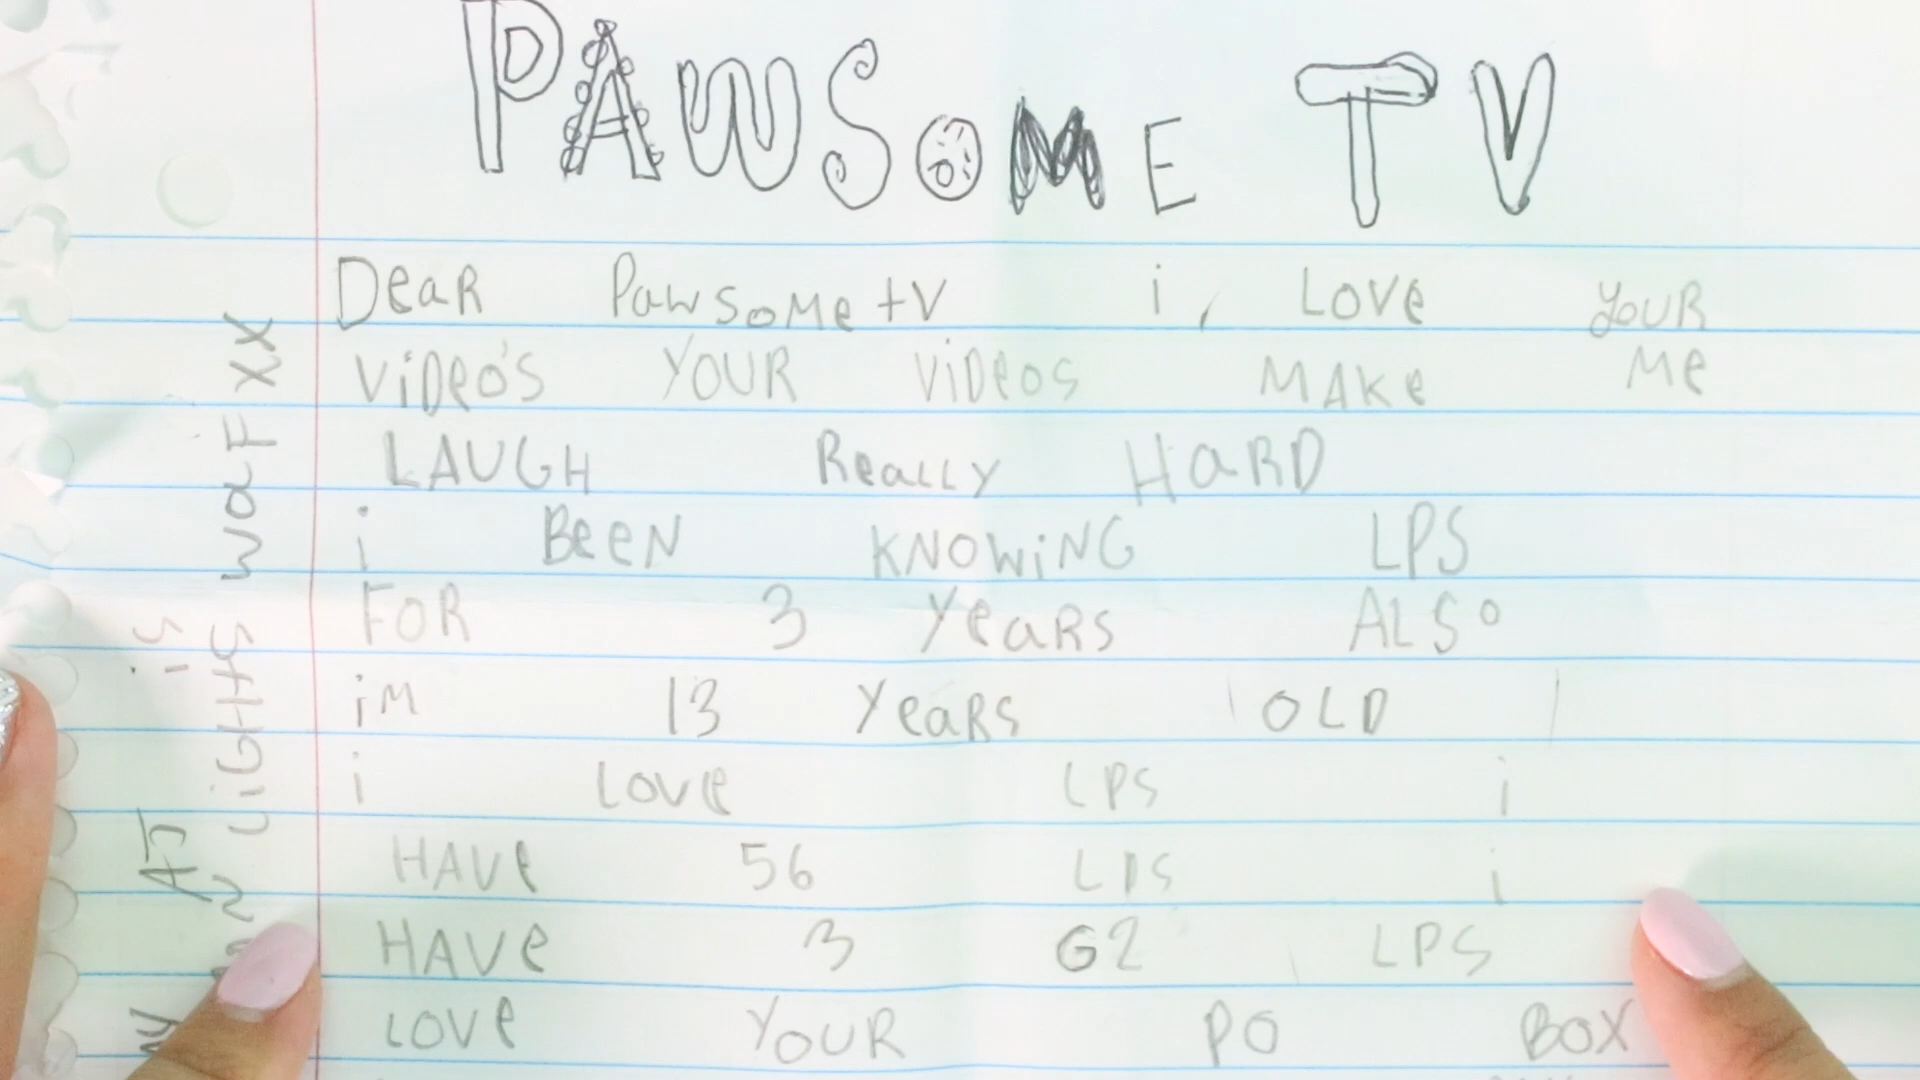 PAWSOME TV
DeaR PawsoMe tV i, LOVe youR
ViDeo's YOUR ViDeos MAKe Me
LAUGH ReaLLy HaRD
i BeeN KNOWiNG LPS
FOR 3 YeaRS ALSo
iM 13 YeaRS OLD
i Love LPS i
HAVe 56 LPS i
HAVe 3 G2 LPS
LOVe YOUR PO BOX
AJ is
LiGHtS WOLF XX